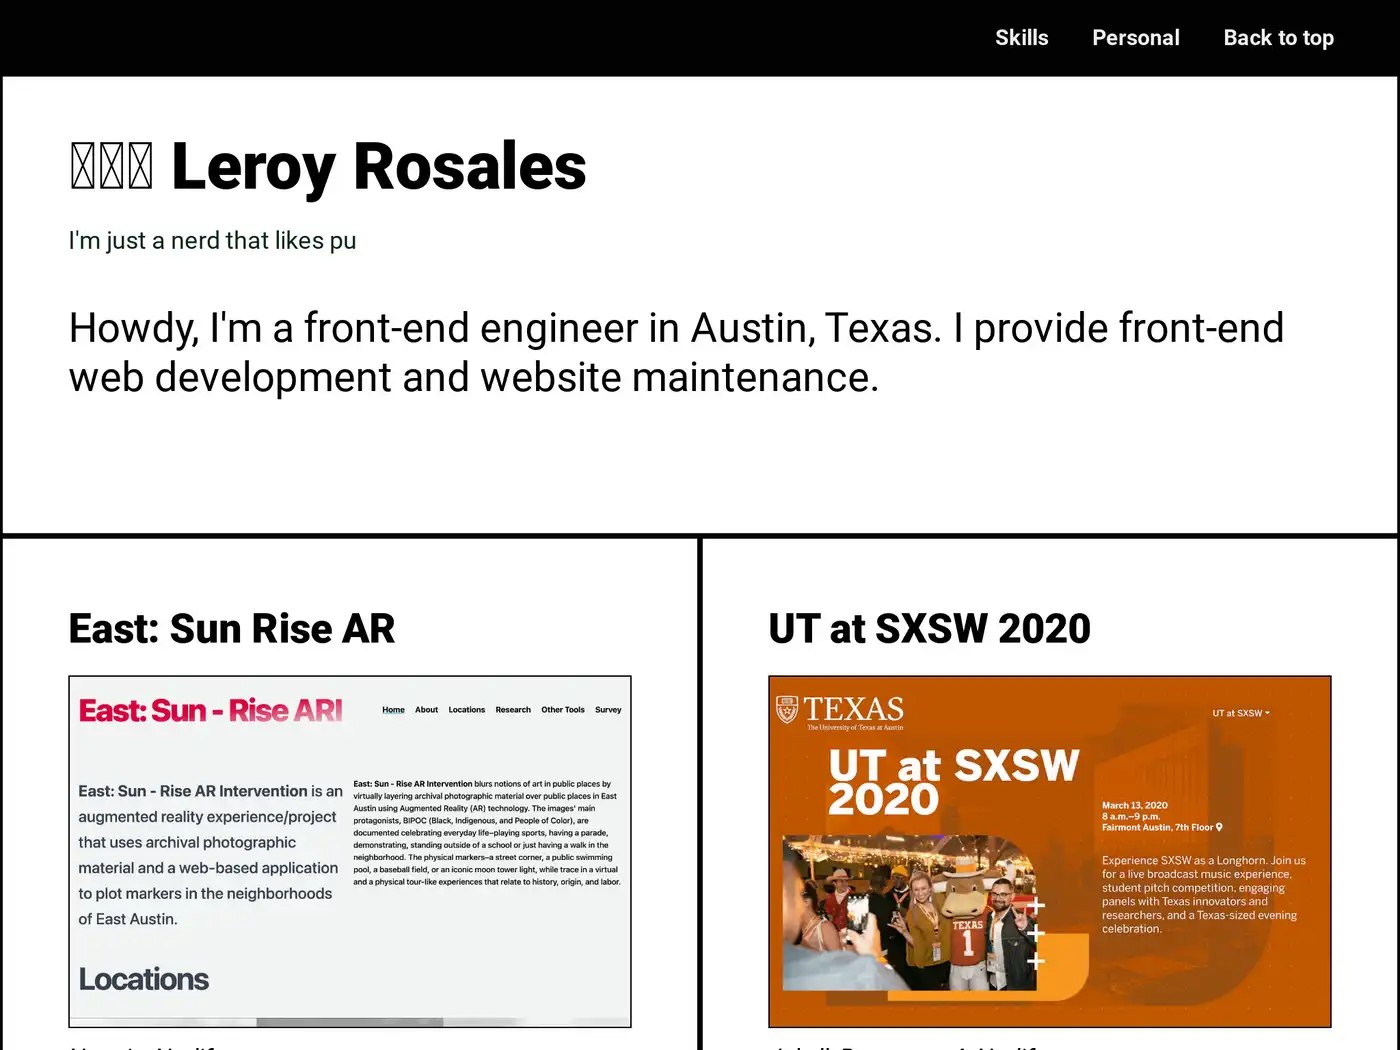 Skills Personal Back to top
Leroy Rosales
I'm just a nerd that likes pu
Howdy, I'm a front-end engineer in Austin, Texas. I provide front-end
web development and website maintenance.
East: Sun Rise AR
East: Sun - Rise ARI
Home About Locations Research Other Tools Survey
East: Sun - Rise AR Intervention is an
augmented reality experience/project
that uses archival photographic
material and a web-based application
to plot markers in the neighborhoods
of East Austin.
East: Sun - Rise AR Intervention blurs notions of art in public places by
virtually layering archival photographic material over public places in East
Austin using Augmented Reality (AR) technology. The images' main
protagonists, BIPOC (Black, Indigenous, and People of Color), are
documented celebrating everyday life–playing sports, having a parade,
demonstrating, standing outside of a school or just having a walk in the
neighborhood. The physical markers–a street corner, a public swimming
pool, a baseball field, or an iconic moon tower light, while trace in a virtual
and a physical tour-like experiences that relate to history, origin, and labor.
Locations
UT at SXSW 2020
TEXAS
The University of Texas at Austin
UT at SXSW
UT at SXSW
2020
March 13, 2020
8 a.m.–9 p.m.
Fairmont Austin, 7th Floor
Experience SXSW as a Longhorn. Join us
for a live broadcast music experience,
student pitch competition, engaging
panels with Texas innovators and
researchers, and a Texas-sized evening
celebration.
TEXAS
1